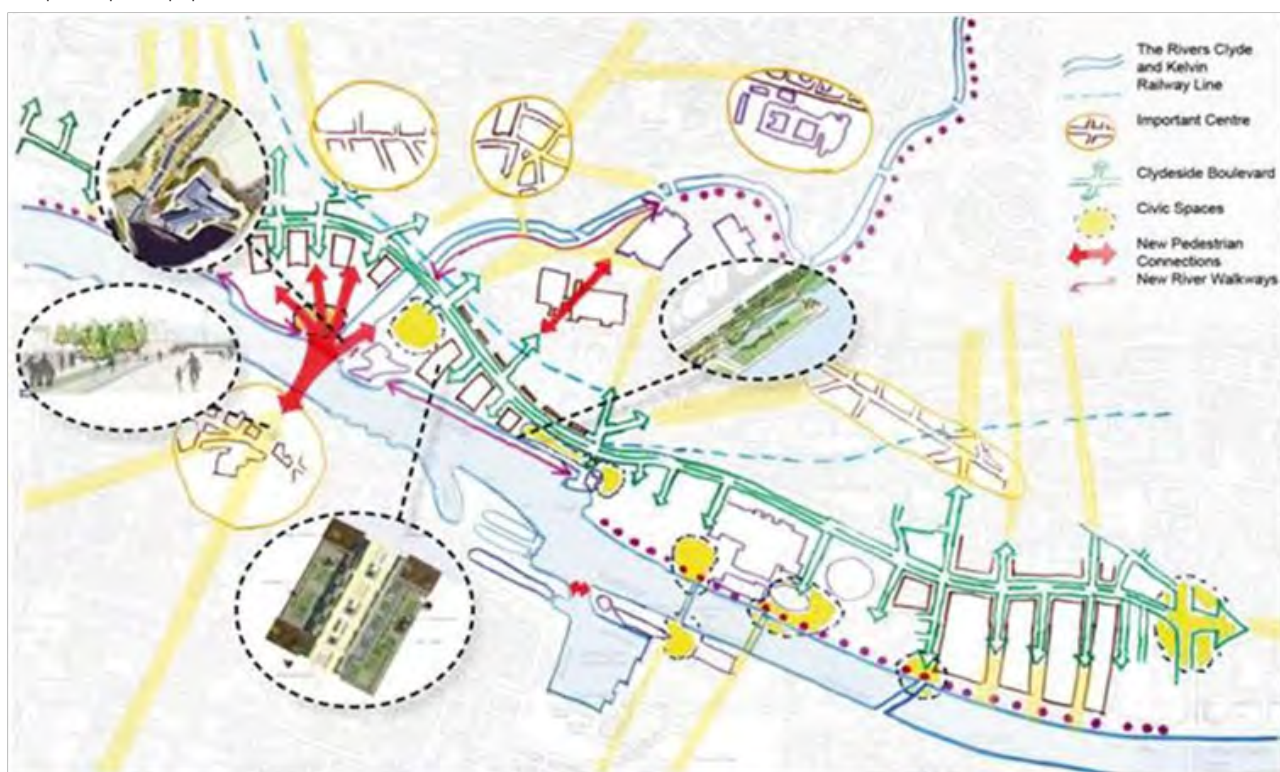 The Rivers Clyde
and Kelvin
Railway Line
Important Centre
Clydeside Boulevard
Civic Spaces
New Pedestrian
Connections
New River Walkways